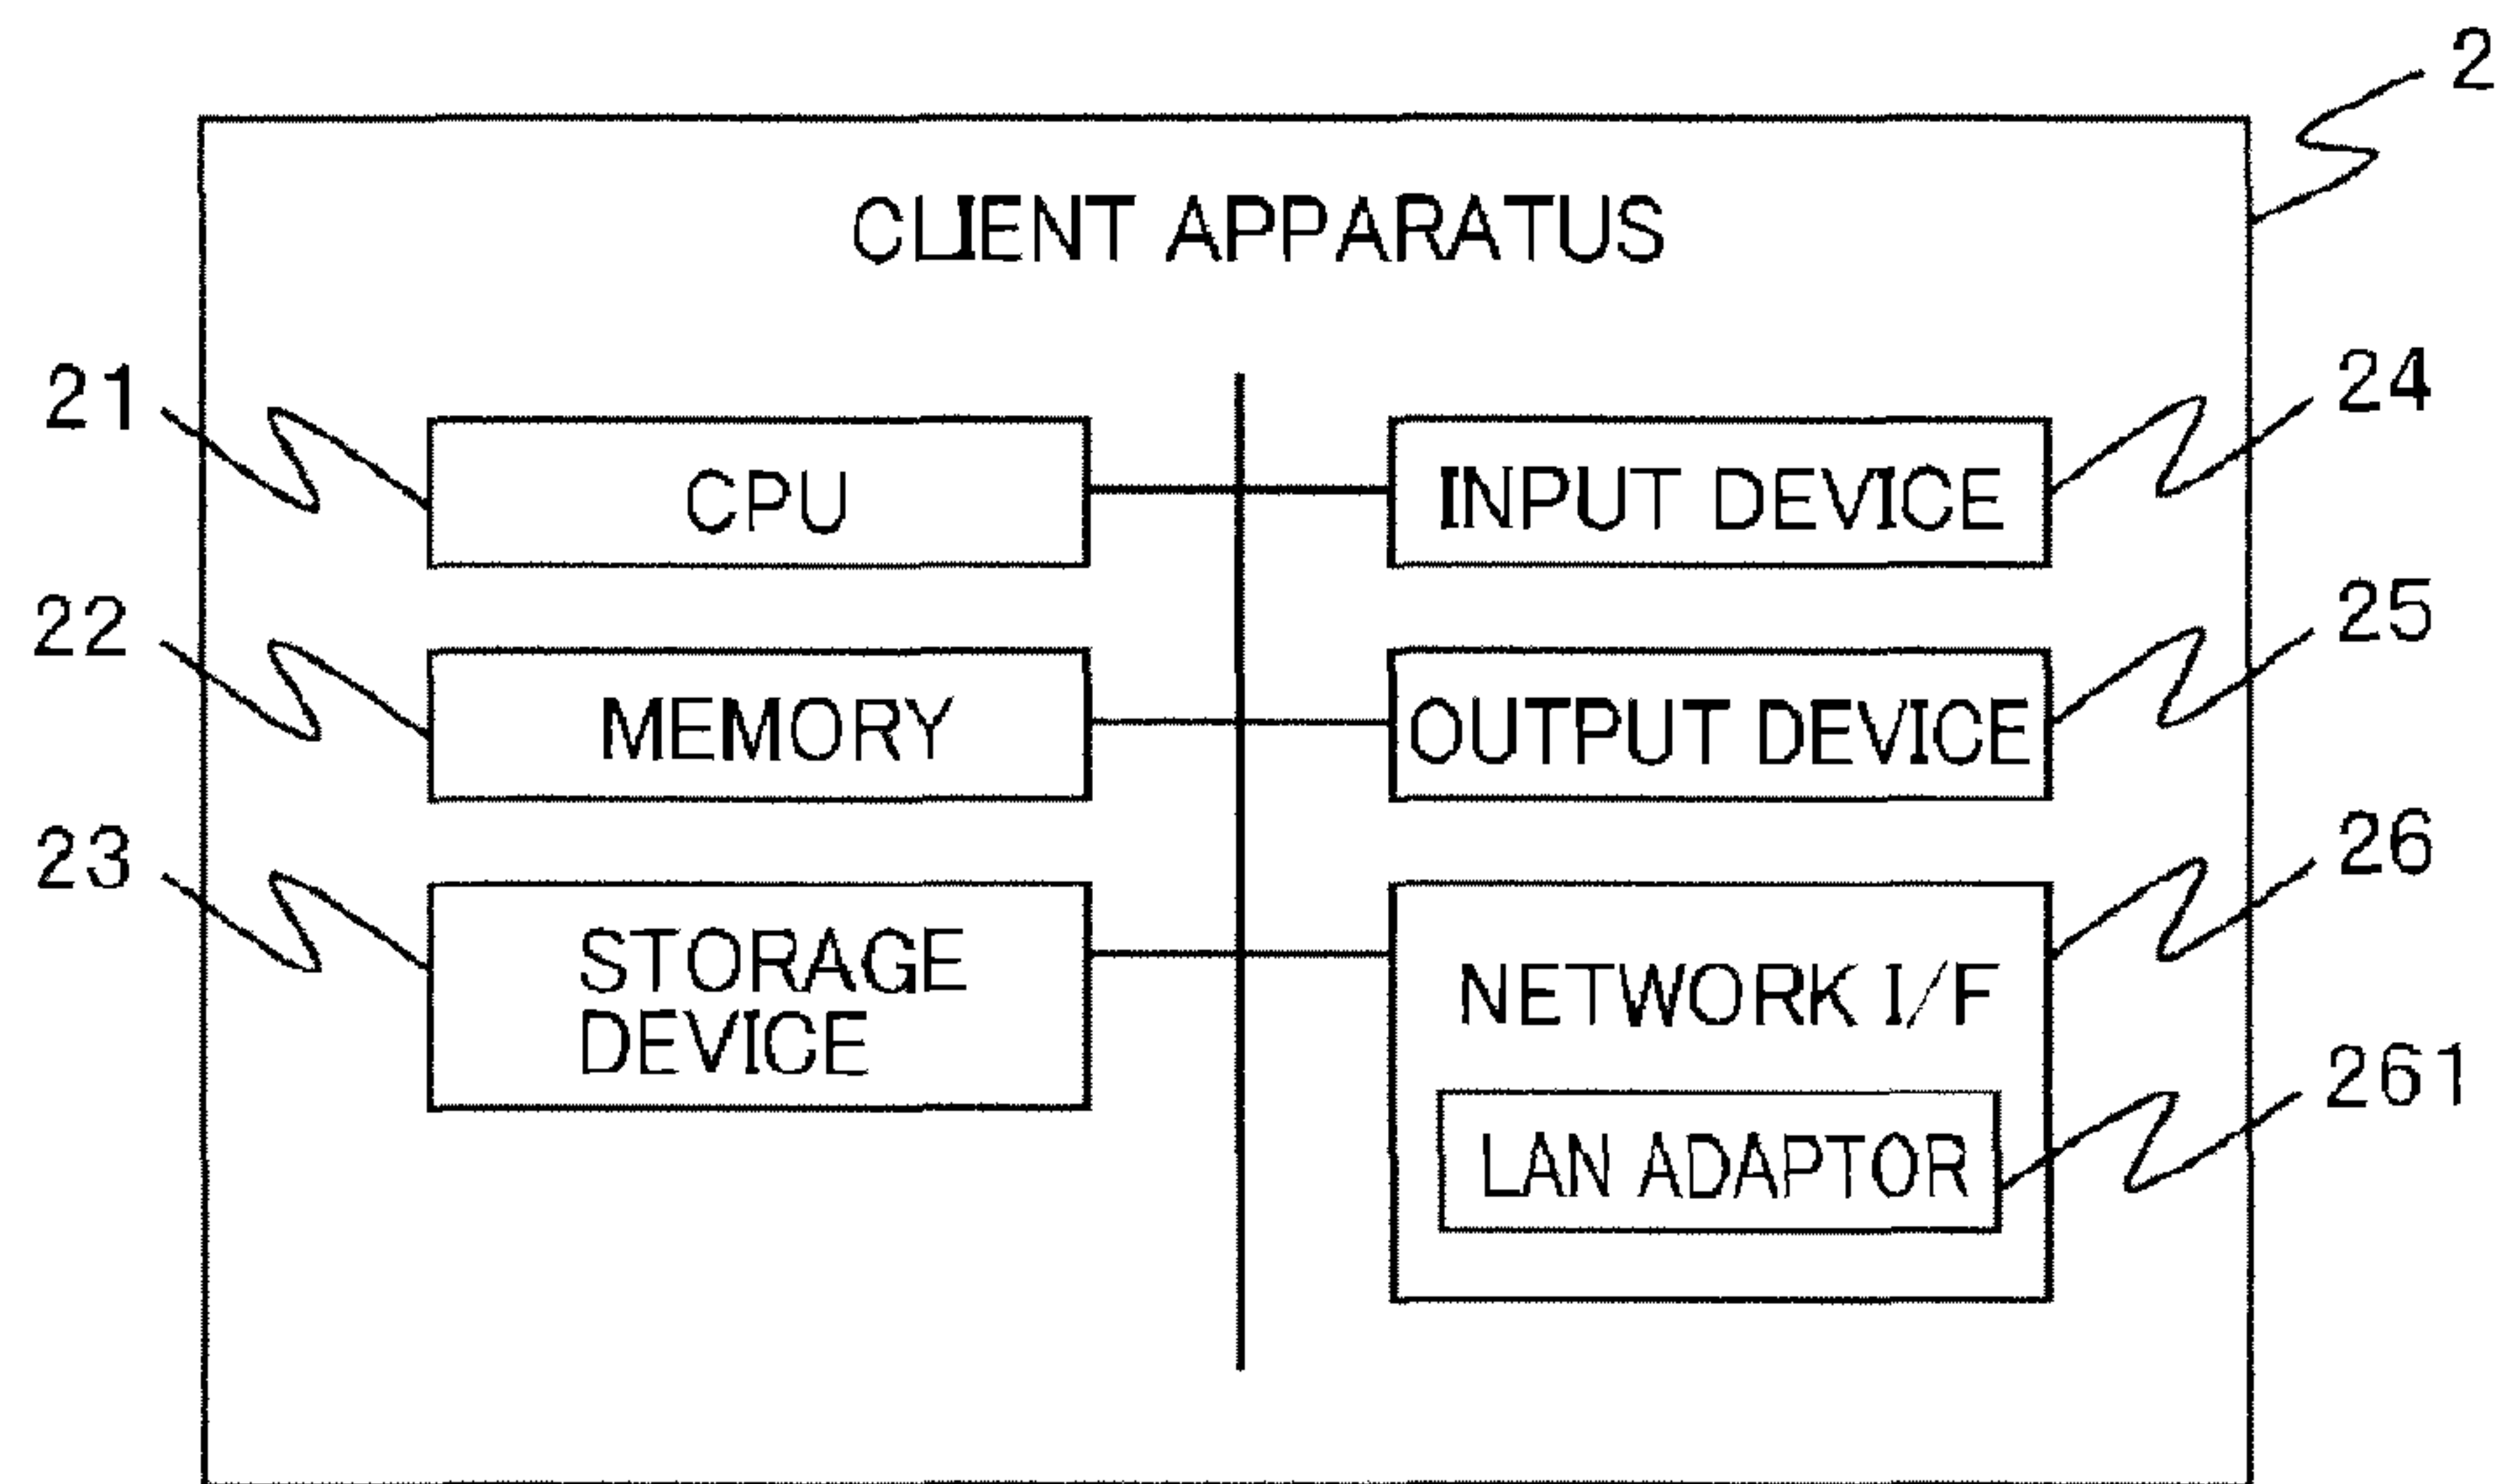 2
CLIENT APPARATUS
21
CPU
INPUT DEVICE
24
22
MEMORY
OUTPUT DEVICE
25
23
STORAGE
DEVICE
NETWORK I/F
26
LAN ADAPTOR
261